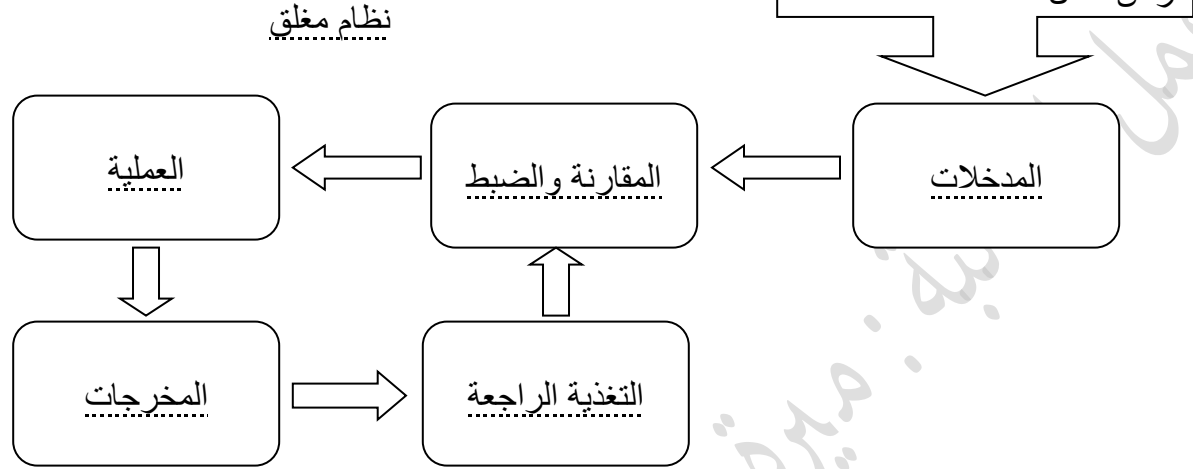 نظام مغلق
المدخلات
المقارنة والضبط
العملية
المخرجات
التغذية الراجعة